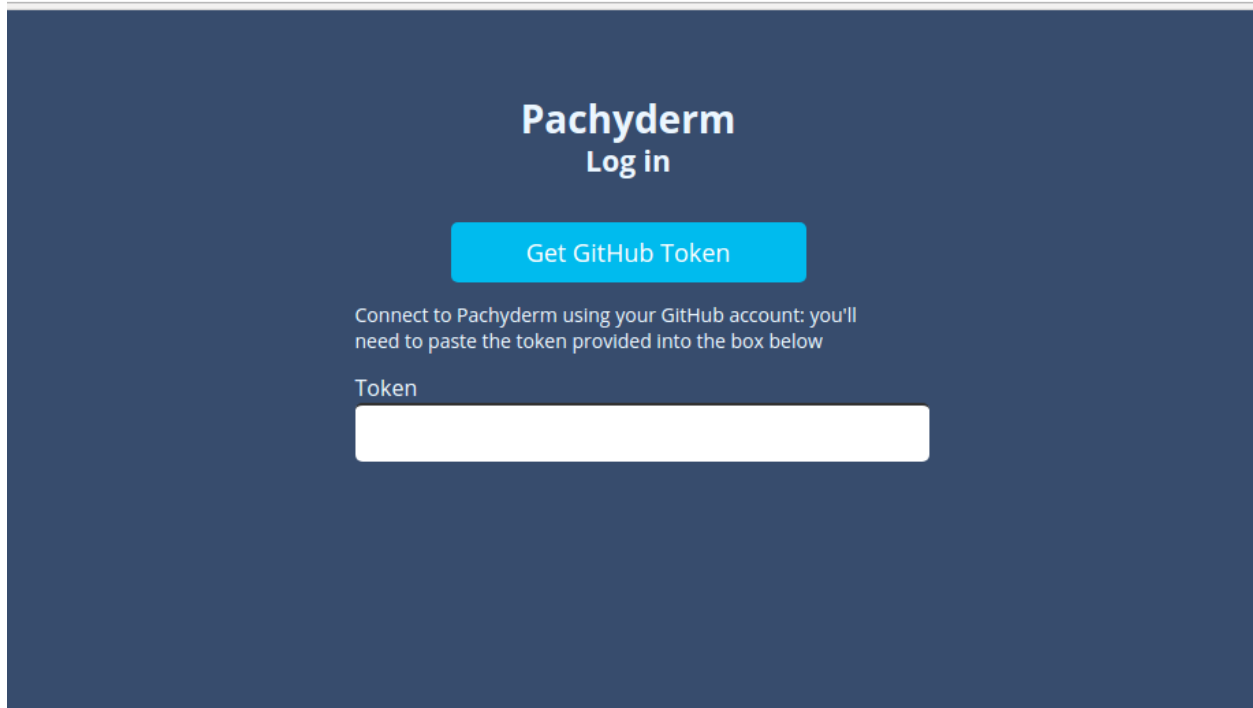 Pachyderm
Log in
Get GitHub Token
Connect to Pachyderm using your GitHub account: you'll
need to paste the token provided into the box below
Token